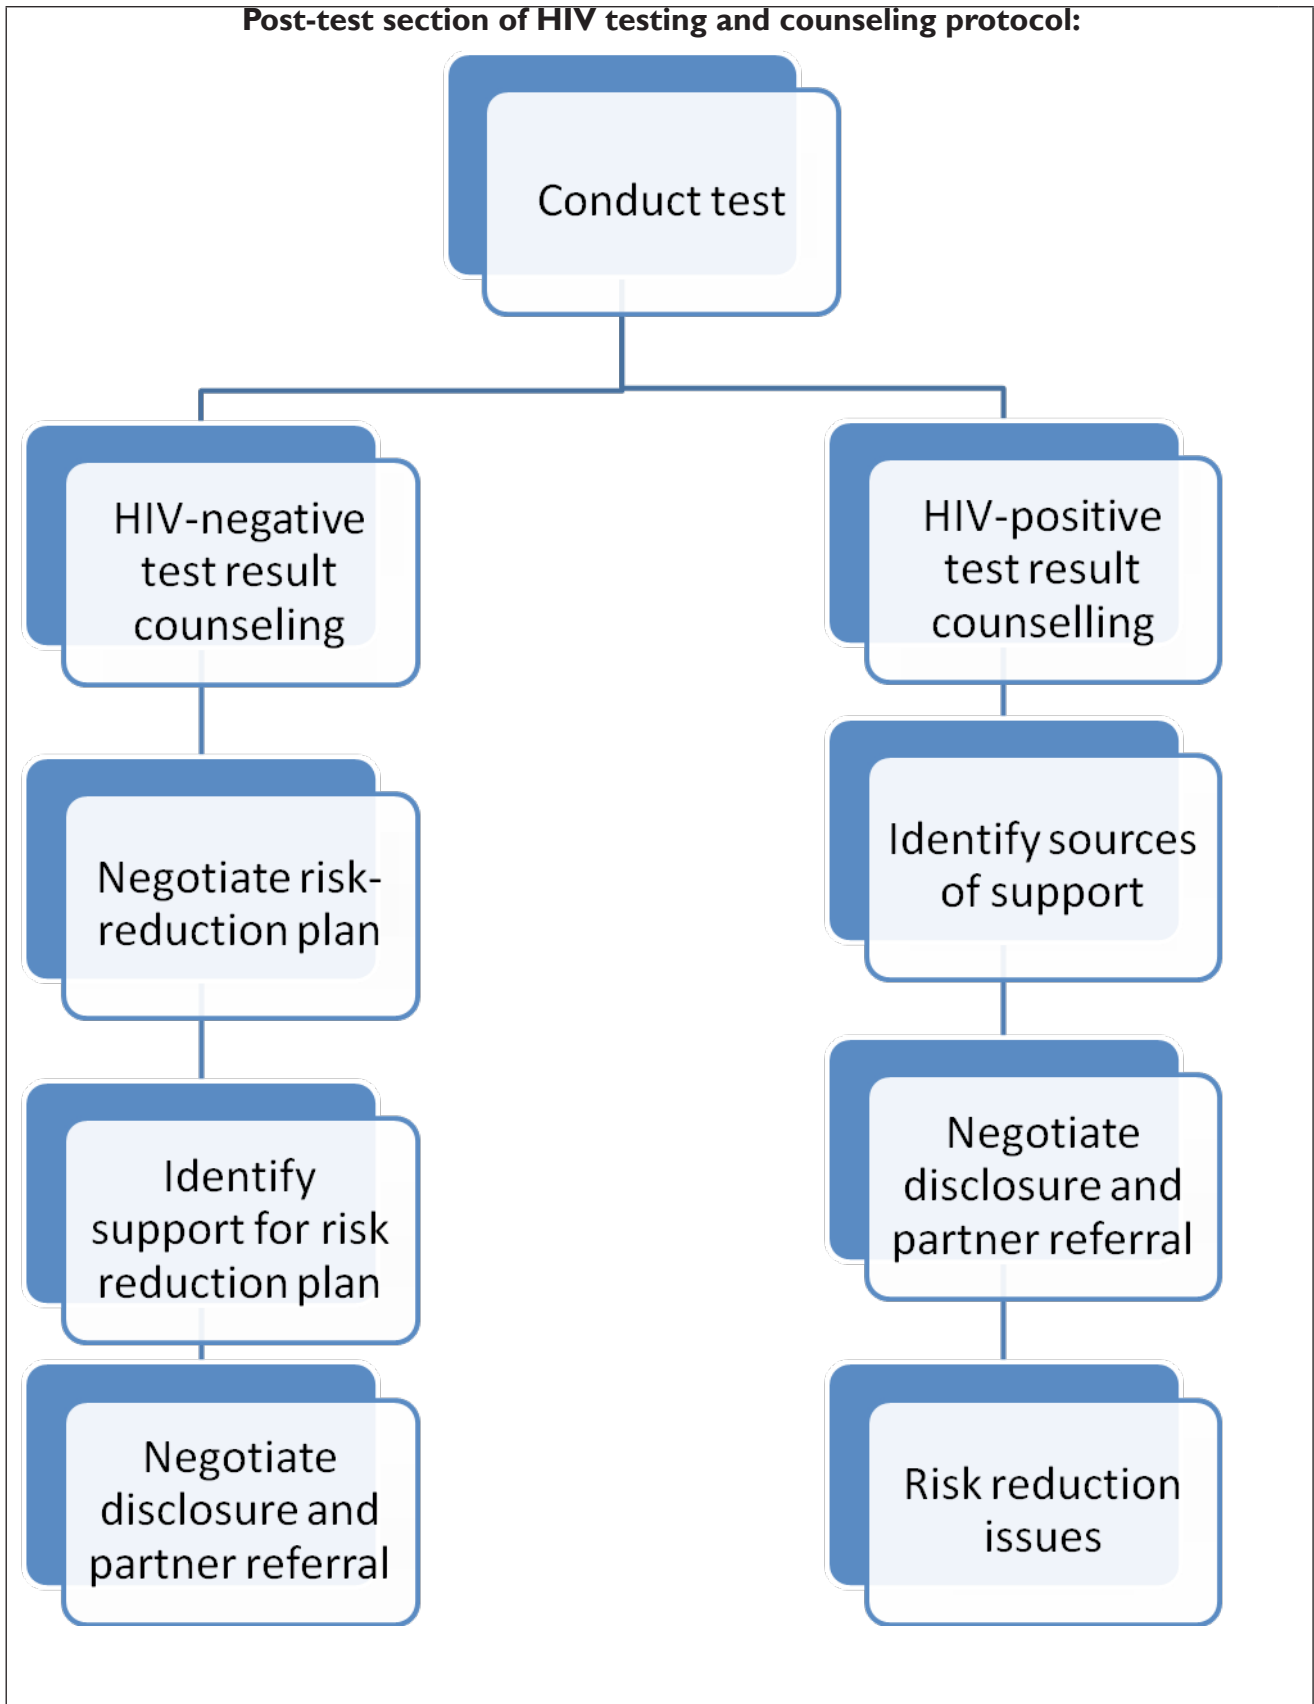 Post-test section of HIV testing and counseling protocol:
Conduct test
HIV-negative
test result
counseling
Negotiate risk-
reduction plan
Identify
support for risk
reduction plan
Negotiate
disclosure and
partner referral
HIV-positive
test result
counselling
Identify sources
of support
Negotiate
disclosure and
partner referral
Risk reduction
issues